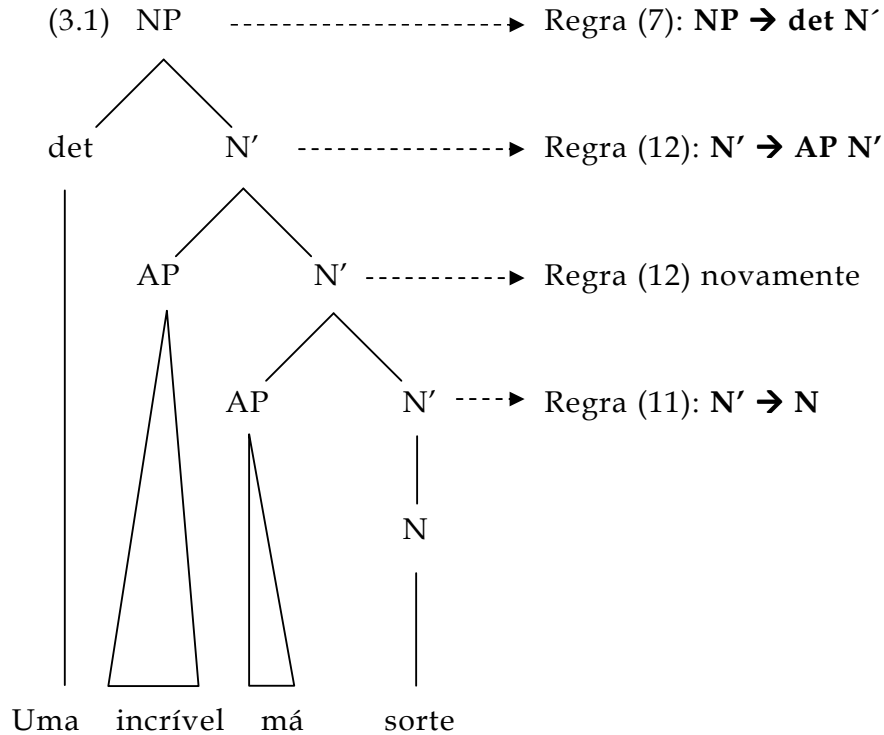 (3.1) NP Regra (7): NP → det N´
det N’ Regra (12): N’ → AP N’
AP N’ Regra (12) novamente
AP N’ Regra (11): N’ → N
N
Uma incrível má sorte